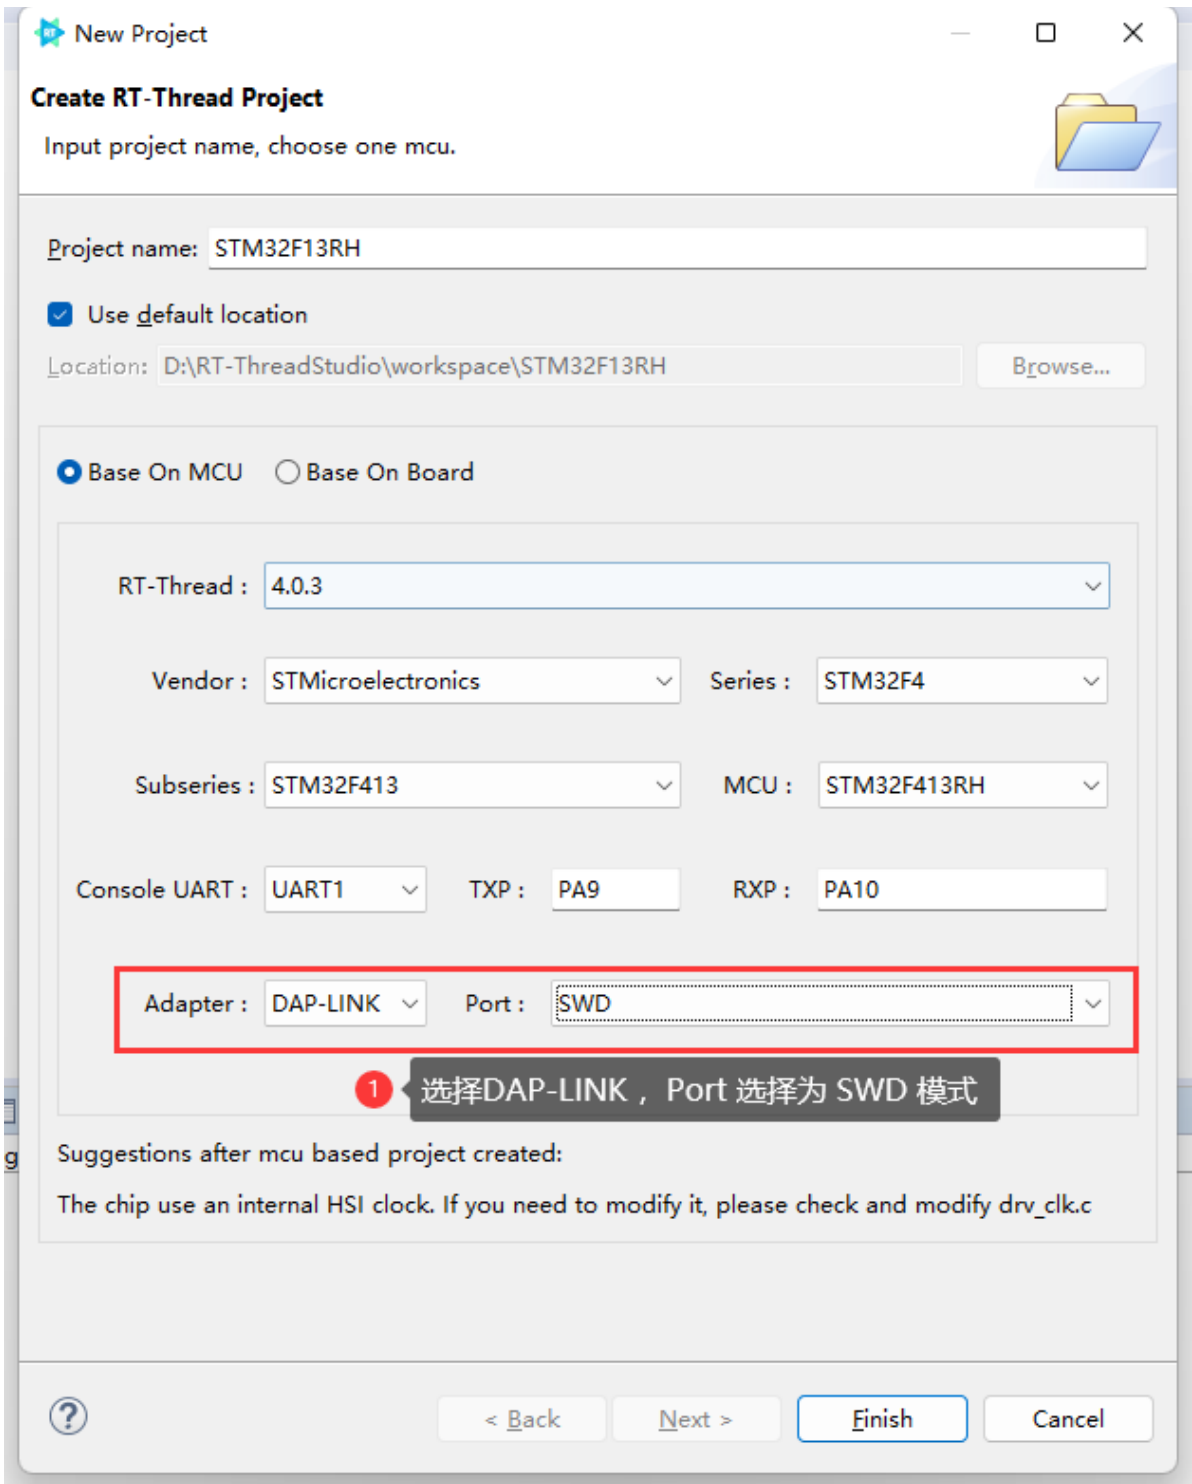 New Project
Create RT-Thread Project
Input project name, choose one mcu.
Project name: STM32F13RH
Use default location
Location: D:\RT-ThreadStudio\workspace\STM32F13RH Browse...
Base On MCU Base On Board
RT-Thread : 4.0.3
Vendor : STMicroelectronics Series : STM32F4
Subseries : STM32F413 MCU : STM32F413RH
Console UART : UART1 TXP : PA9 RXP : PA10
Adapter : DAP-LINK Port : SWD
1 选择DAP-LINK ，Port 选择为 SWD 模式
g
Suggestions after mcu based project created:
The chip use an internal HSI clock. If you need to modify it, please check and modify drv_clk.c
? < Back Next > Finish Cancel